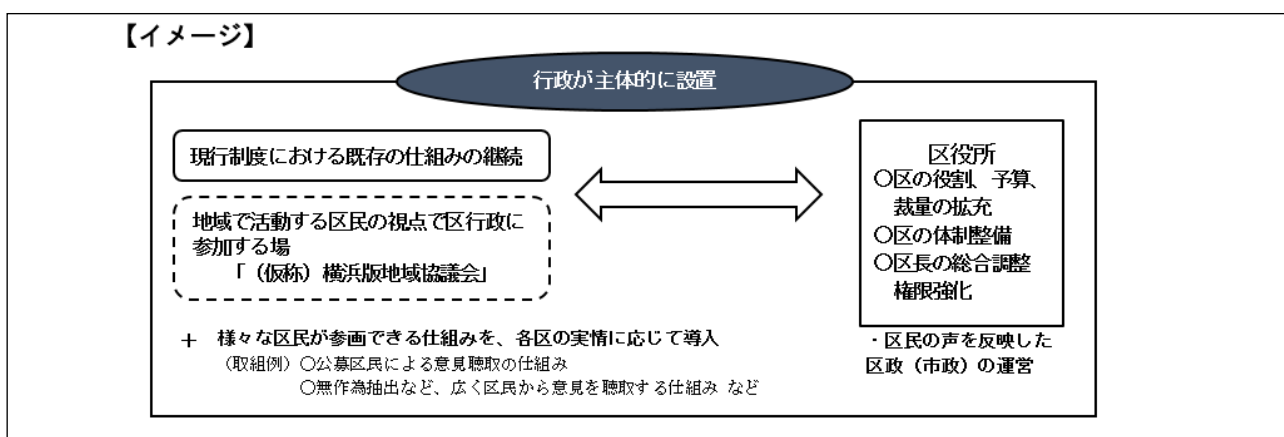 【イメージ】
行政が主体的に設置
現行制度における既存の仕組みの継続
地域で活動する区民の視点で区行政に
参加する場
「（仮称）横浜版地域協議会」
＋ 様々な区民が参画できる仕組みを、各区の実情に応じて導入
（取組例）○公募区民による意見聴取の仕組み
○無作為抽出など、広く区民から意見を聴取する仕組み など
区役所
○区の役割、予算、
裁量の拡充
○区の体制整備
○区長の総合調整
権限強化
・区民の声を反映した
区政（市政）の運営